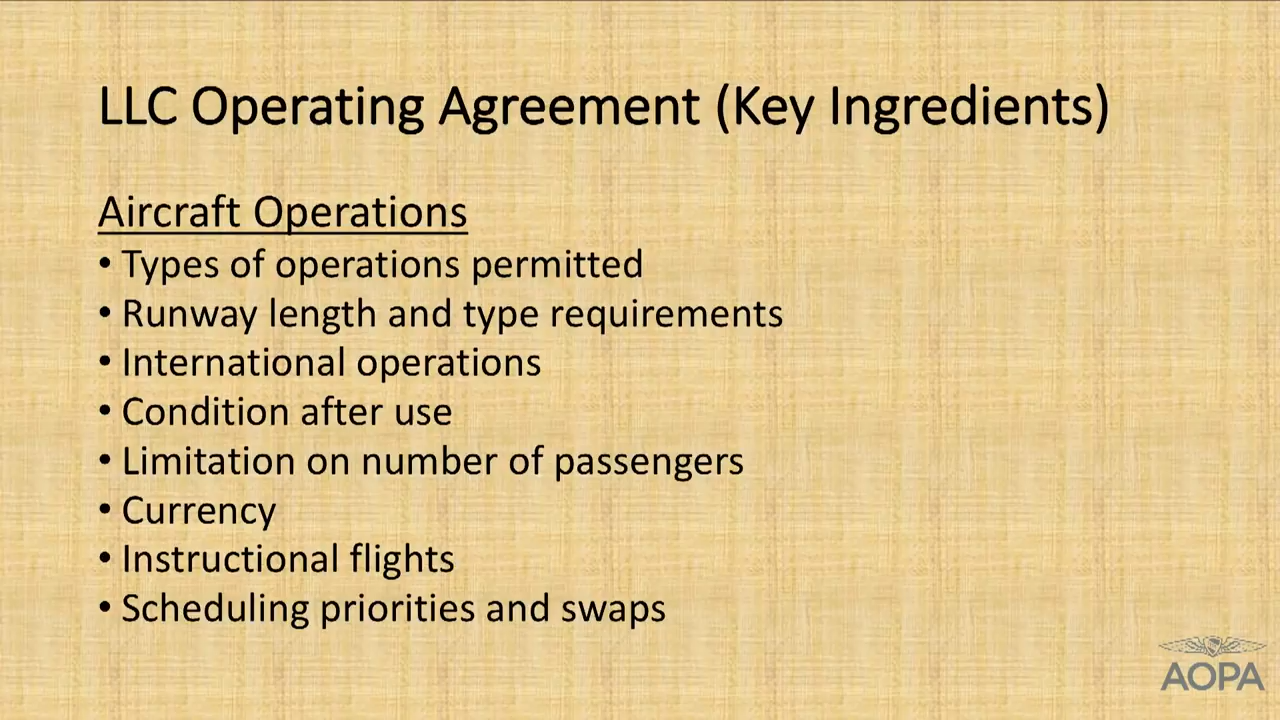 LLC Operating Agreement (Key Ingredients)
Aircraft Operations
• Types of operations permitted
• Runway length and type requirements
• International operations
• Condition after use
• Limitation on number of passengers
• Currency
• Instructional flights
• Scheduling priorities and swaps
AOPA